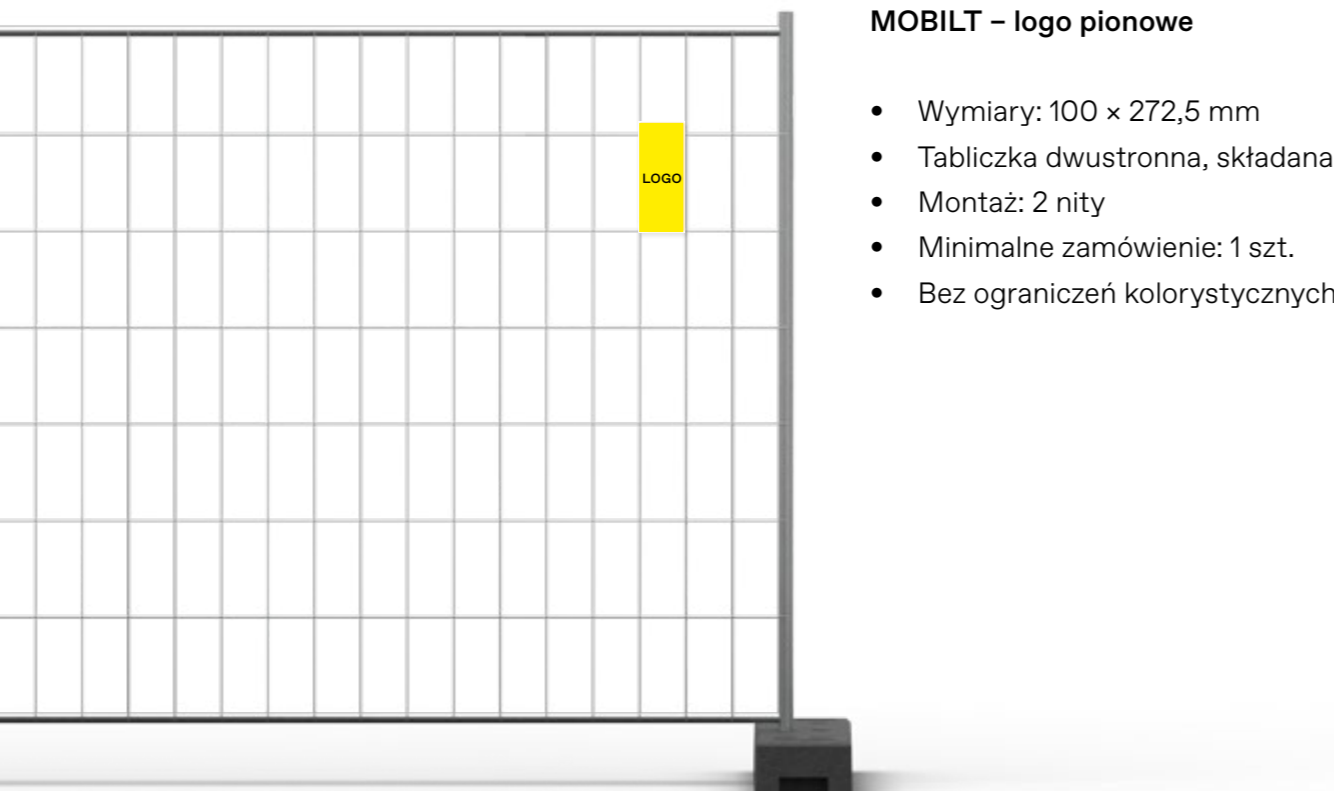 MOBILT – logo pionowe
• Wymiary: 100 × 272,5 mm
• Tabliczka dwustronna, składana
• Montaż: 2 nity
• Minimalne zamówienie: 1 szt.
• Bez ograniczeń kolorystycznych
LOGO